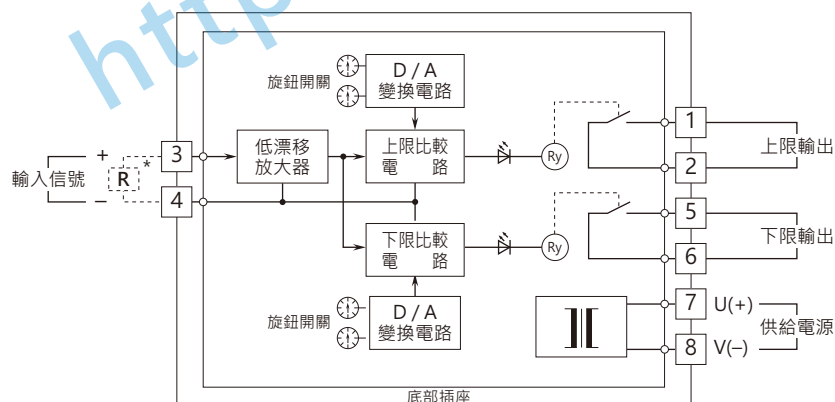 http
旋鈕開關
D / A
變換電路
輸入信號
+
R
*
–
3
4
低漂移
放大器
上限比較
電 路
Ry
1
2
上限輸出
下限比較
電 路
Ry
5
6
下限輸出
旋鈕開關
D / A
變換電路
7
U(+)
8
V(–)
供給電源
底部插座